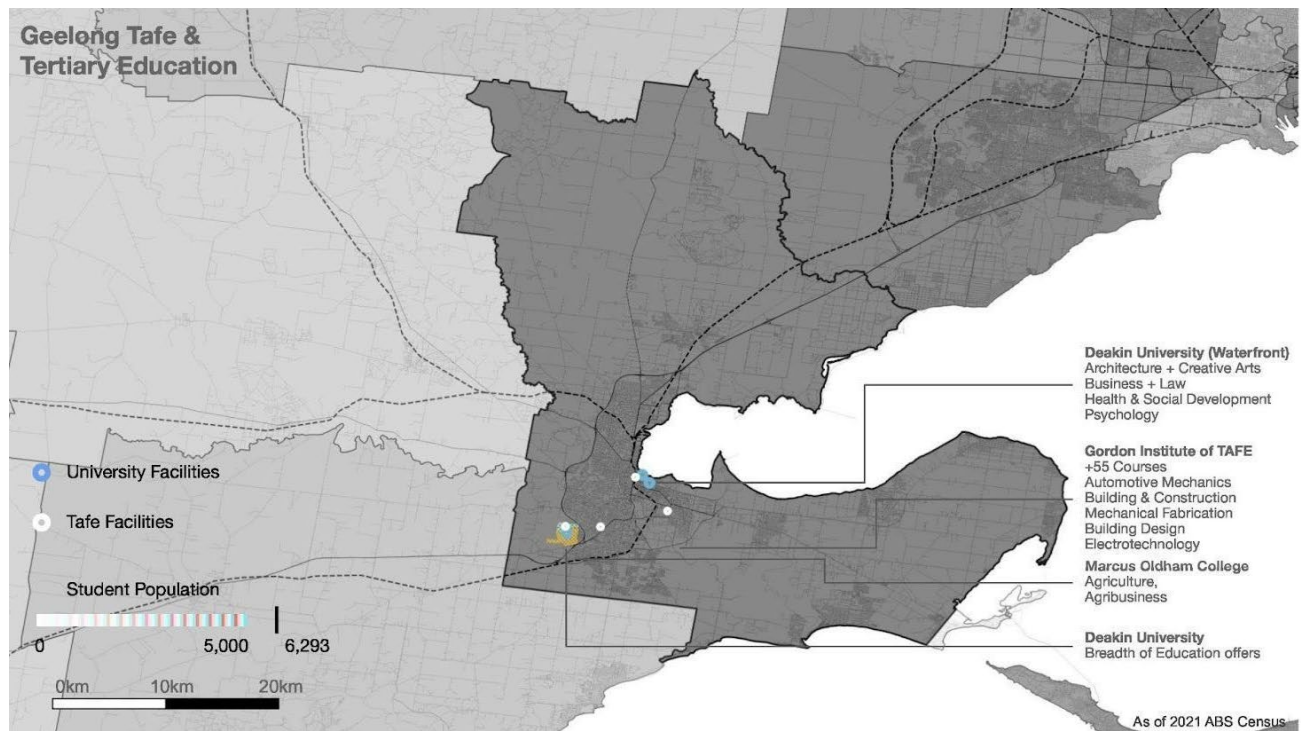 Geelong Tafe &
Tertiary Education
Deakin University (Waterfront)
Architecture + Creative Arts
Business + Law
Health & Social Development
Psychology
Gordon Institute of TAFE
+55 Courses
Automotive Mechanics
Building & Construction
Mechanical Fabrication
Building Design
Electrotechnology
Marcus Oldham College
Agriculture,
Agribusiness
Deakin University
Breadth of Education offers
University Facilities
Tafe Facilities
Student Population
0 5,000 6,293
0km 10km 20km
As of 2021 ABS Census